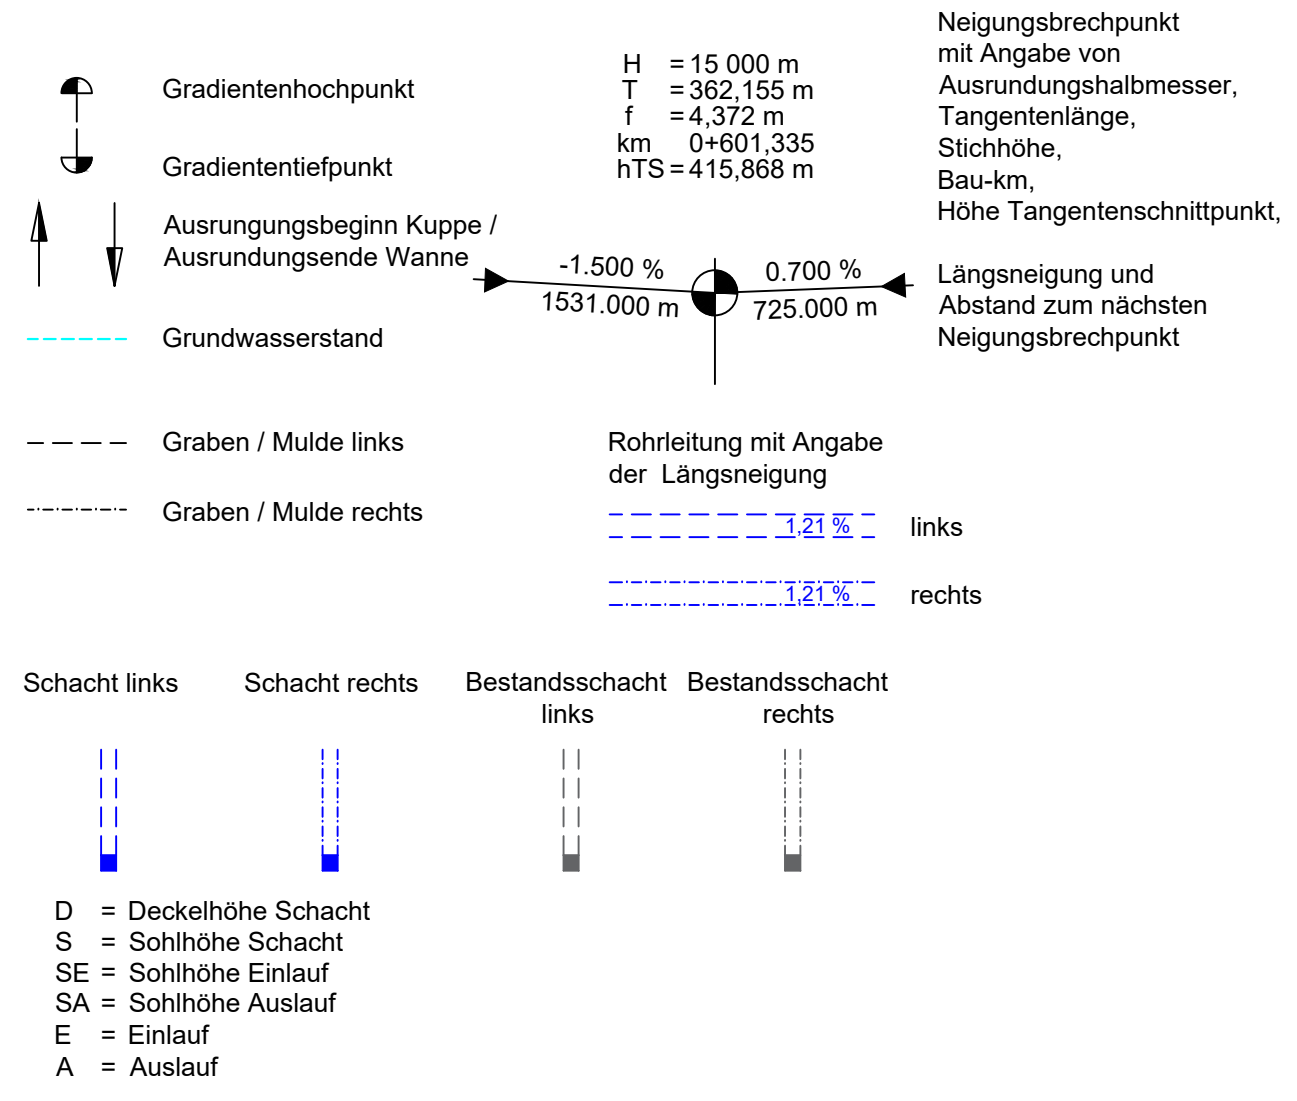 Gradientenhochpunkt
Gradiententiefpunkt
Ausrungungsbeginn Kuppe /
Ausrundungsende Wanne
Grundwasserstand
Graben / Mulde links
Graben / Mulde rechts
H = 15 000 m
T = 362,155 m
f = 4,372 m
km 0+601,335
hTS = 415,868 m
-1.500 %
1531.000 m
0.700 %
725.000 m
Neigungsbrechpunkt
mit Angabe von
Ausrundungshalbmesser,
Tangentenlänge,
Stichhöhe,
Bau-km,
Höhe Tangentenschnittpunkt,
Längsneigung und
Abstand zum nächsten
Neigungsbrechpunkt
Rohrleitung mit Angabe
der Längsneigung
1,21 %
links
1,21 %
rechts
Schacht links
Schacht rechts
Bestandsschacht
links
Bestandsschacht
rechts
D = Deckelhöhe Schacht
S = Sohlhöhe Schacht
SE = Sohlhöhe Einlauf
SA = Sohlhöhe Auslauf
E = Einlauf
A = Auslauf